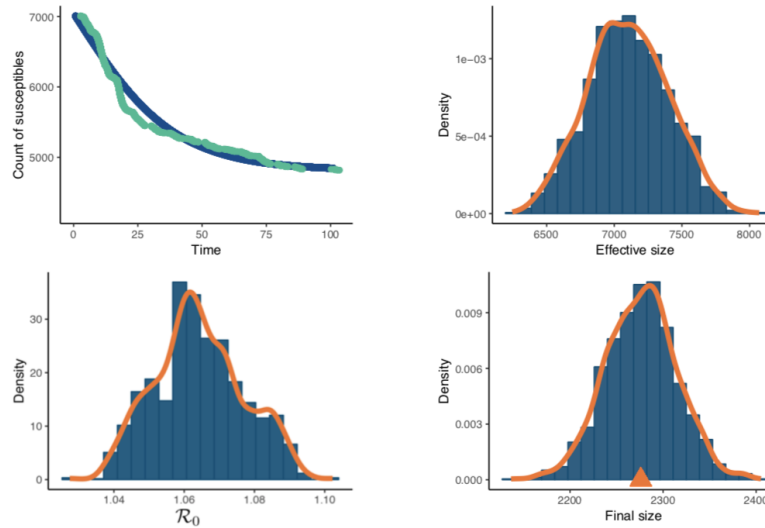 7000
6000
5000
Count of susceptibles
0
25
50
75
100
Time
1e−03
5e−04
0e+00
Density
6500
7000
7500
8000
Effective size
30
20
10
0
Density
1.04
1.06
1.08
1.10
R₀
0.009
0.006
0.003
0.000
Density
2200
2300
2400
Final size